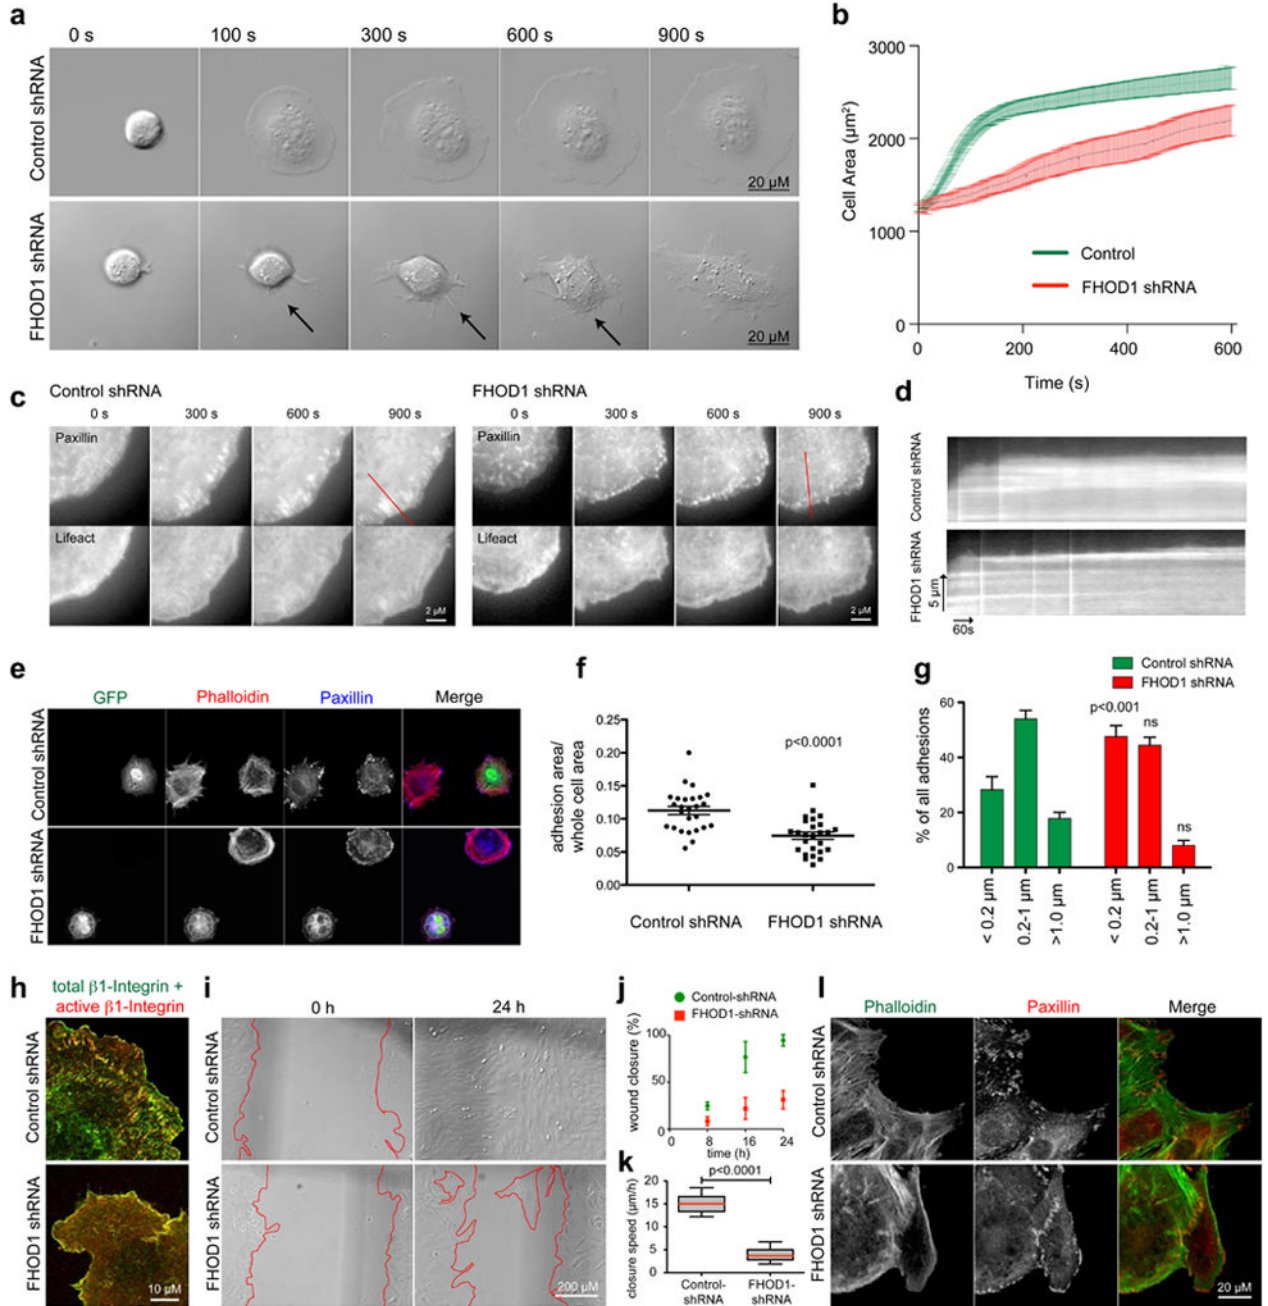 a
0 s 100 s 300 s 600 s 900 s
Control shRNA
20 µM
FHOD1 shRNA
20 µM
b
3000
2000
1000
0
Cell Area (µm²)
Control
FHOD1 shRNA
0 200 400 600
Time (s)
c
Control shRNA
0 s 300 s 600 s 900 s
Paxillin
Lifeact
2 µM
FHOD1 shRNA
0 s 300 s 600 s 900 s
Paxillin
Lifeact
2 µM
d
Control shRNA
FHOD1 shRNA
5 µm
60s
e
GFP Phalloidin Paxillin Merge
Control shRNA
FHOD1 shRNA
f
0.25
0.20
0.15
0.10
0.05
0.00
adhesion area/
whole cell area
p<0.0001
Control shRNA FHOD1 shRNA
g
Control shRNA
FHOD1 shRNA
60
40
20
0
% of all adhesions
p<0.001
ns
ns
< 0.2 µm
0.2-1 µm
>1.0 µm
< 0.2 µm
0.2-1 µm
>1.0 µm
h
total β1-Integrin +
active β1-Integrin
Control shRNA
FHOD1 shRNA
10 µM
i
0 h 24 h
Control shRNA
FHOD1 shRNA
200 µM
j
Control-shRNA
FHOD1-shRNA
100
50
0
wound closure (%)
0 8 16 24
time (h)
k
p<0.0001
20
15
10
5
0
closure speed (µm/h)
Control-
shRNA
FHOD1-
shRNA
l
Phalloidin Paxillin Merge
Control shRNA
FHOD1 shRNA
20 µM